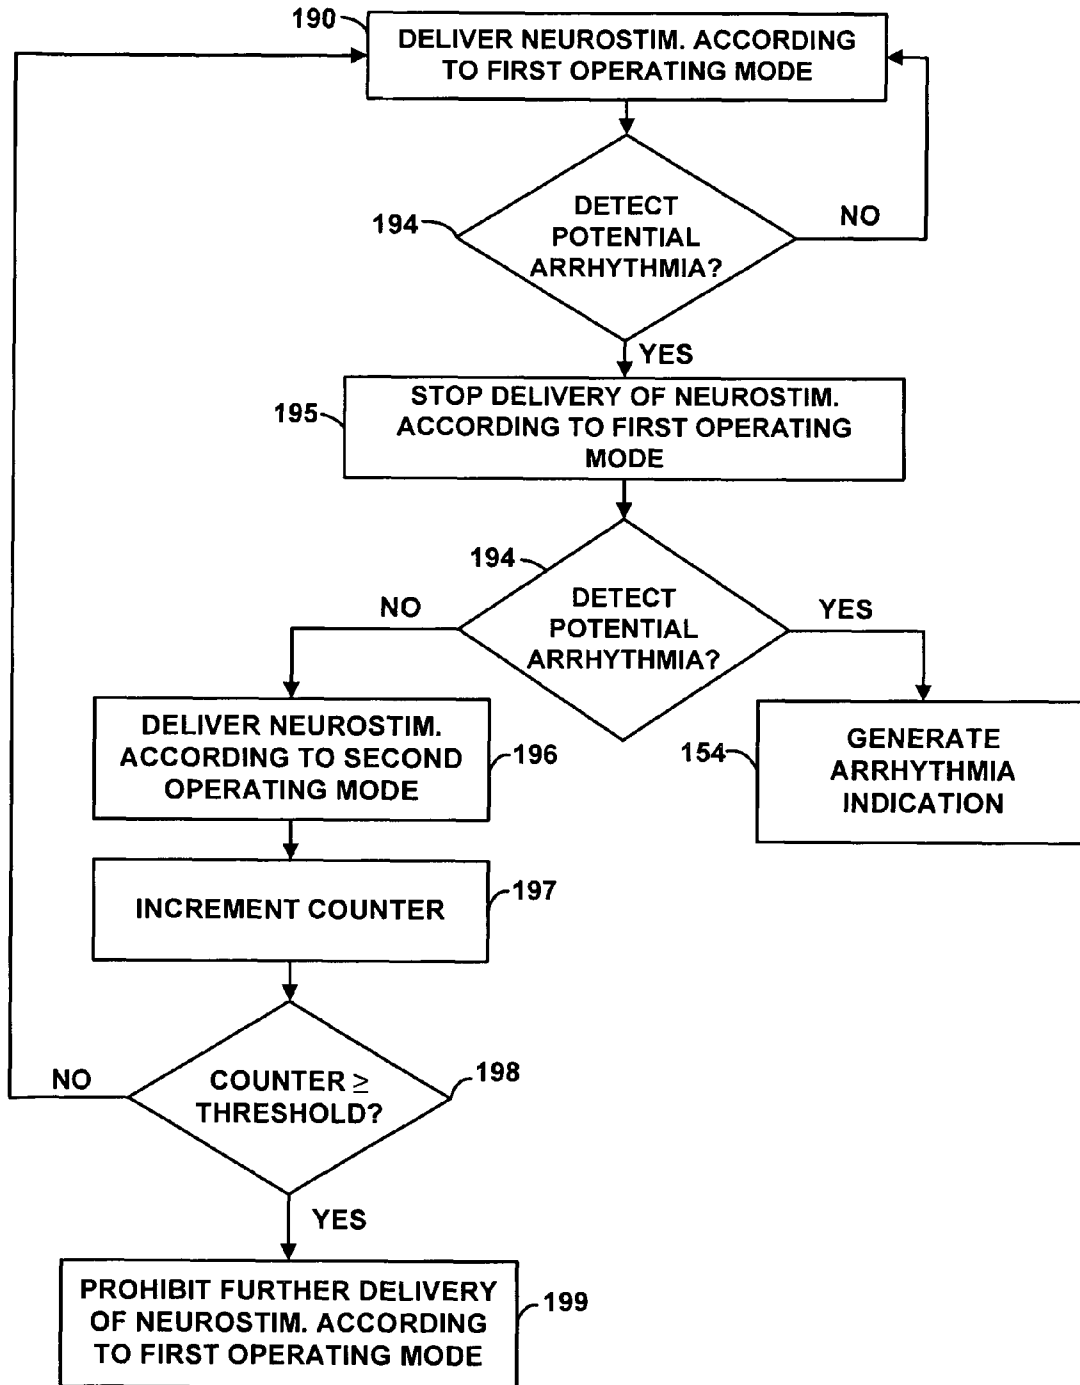 190
DELIVER NEUROSTIM. ACCORDING
TO FIRST OPERATING MODE
194
DETECT
POTENTIAL
ARRHYTHMIA?
NO
YES
195
STOP DELIVERY OF NEUROSTIM.
ACCORDING TO FIRST OPERATING
MODE
194
DETECT
POTENTIAL
ARRHYTHMIA?
NO
YES
DELIVER NEUROSTIM.
ACCORDING TO SECOND
OPERATING MODE
196
154
GENERATE
ARRHYTHMIA
INDICATION
INCREMENT COUNTER
197
COUNTER ≥
THRESHOLD?
198
NO
YES
PROHIBIT FURTHER DELIVERY
OF NEUROSTIM. ACCORDING
TO FIRST OPERATING MODE
199